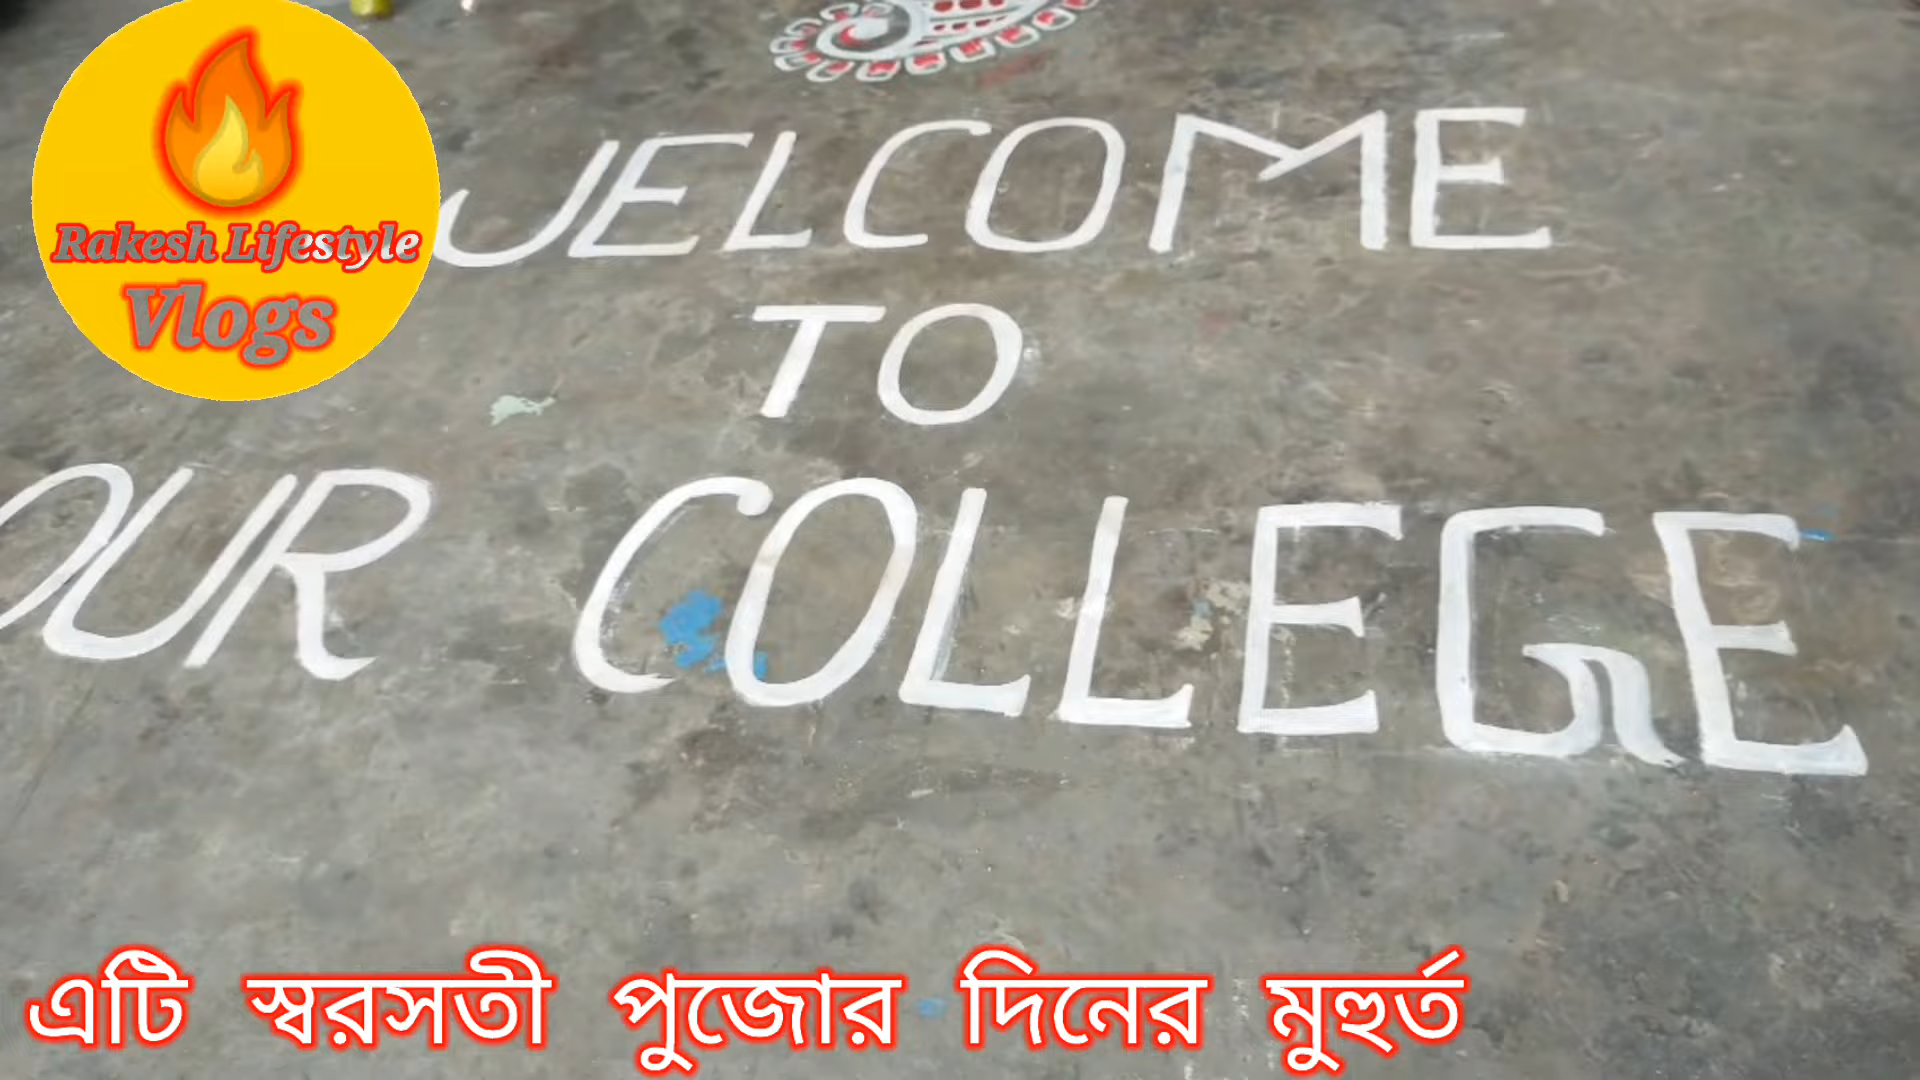 Rakesh Lifestyle
Vlogs
WELCOME
TO
OUR COLLEGE
এটি স্বরসতী পুজোর দিনের মুহুর্ত